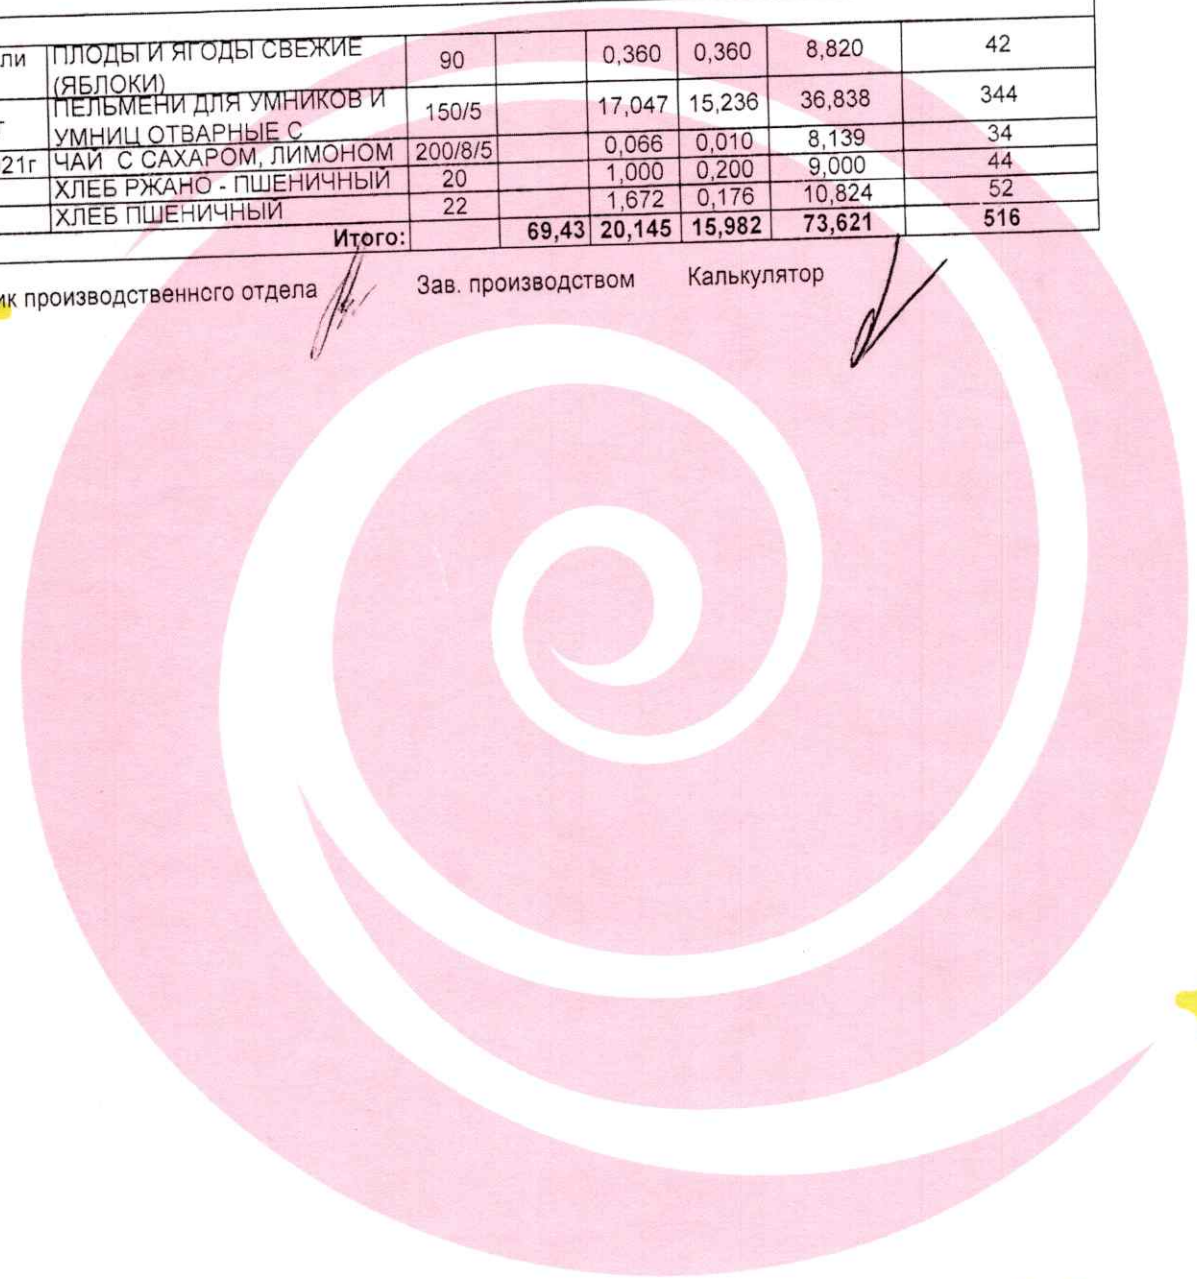 ли ПЛОДЫ И ЯГОДЫ СВЕЖИЕ 90 0,360 0,360 8,820 42
(ЯБЛОКИ)
г ПЕЛЬМЕНИ ДЛЯ УМНИКОВ И 150/5 17,047 15,236 36,838 344
УМНИЦ ОТВАРНЫЕ С
21г ЧАЙ С САХАРОМ, ЛИМОНОМ 200/8/5 0,066 0,010 8,139 34
ХЛЕБ РЖАНО - ПШЕНИЧНЫЙ 20 1,000 0,200 9,000 44
ХЛЕБ ПШЕНИЧНЫЙ 22 1,672 0,176 10,824 52
Итого: 69,43 20,145 15,982 73,621 516
ик производственного отдела Зав. производством Калькулятор